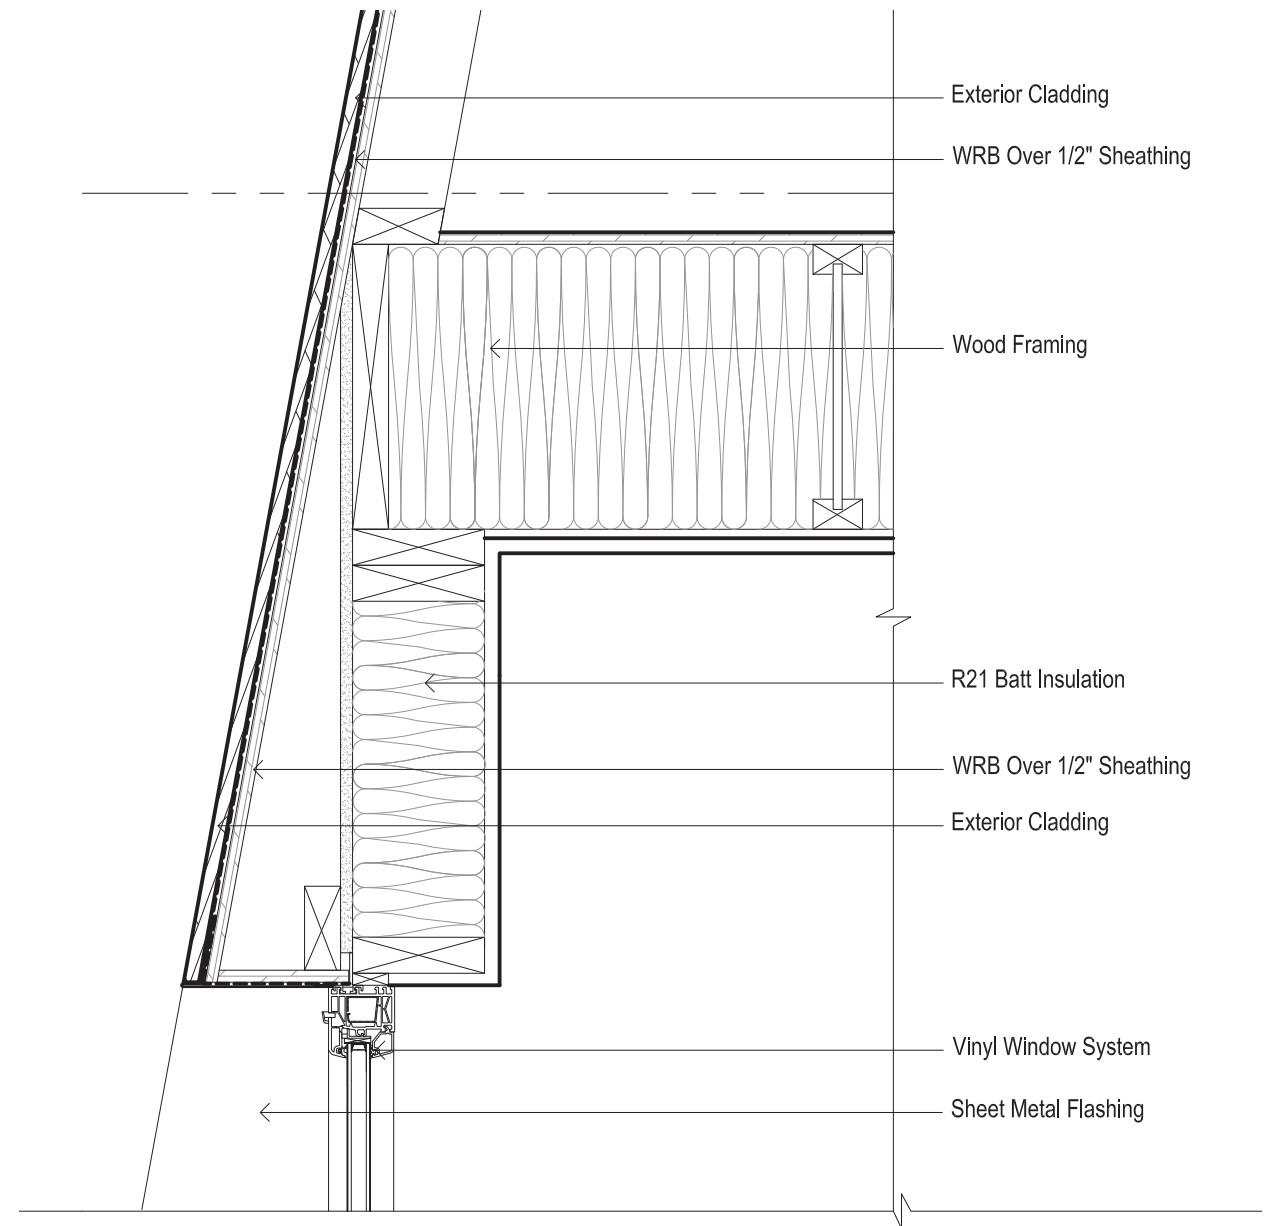 Exterior Cladding
WRB Over 1/2" Sheathing
Wood Framing
R21 Batt Insulation
WRB Over 1/2" Sheathing
Exterior Cladding
Vinyl Window System
Sheet Metal Flashing